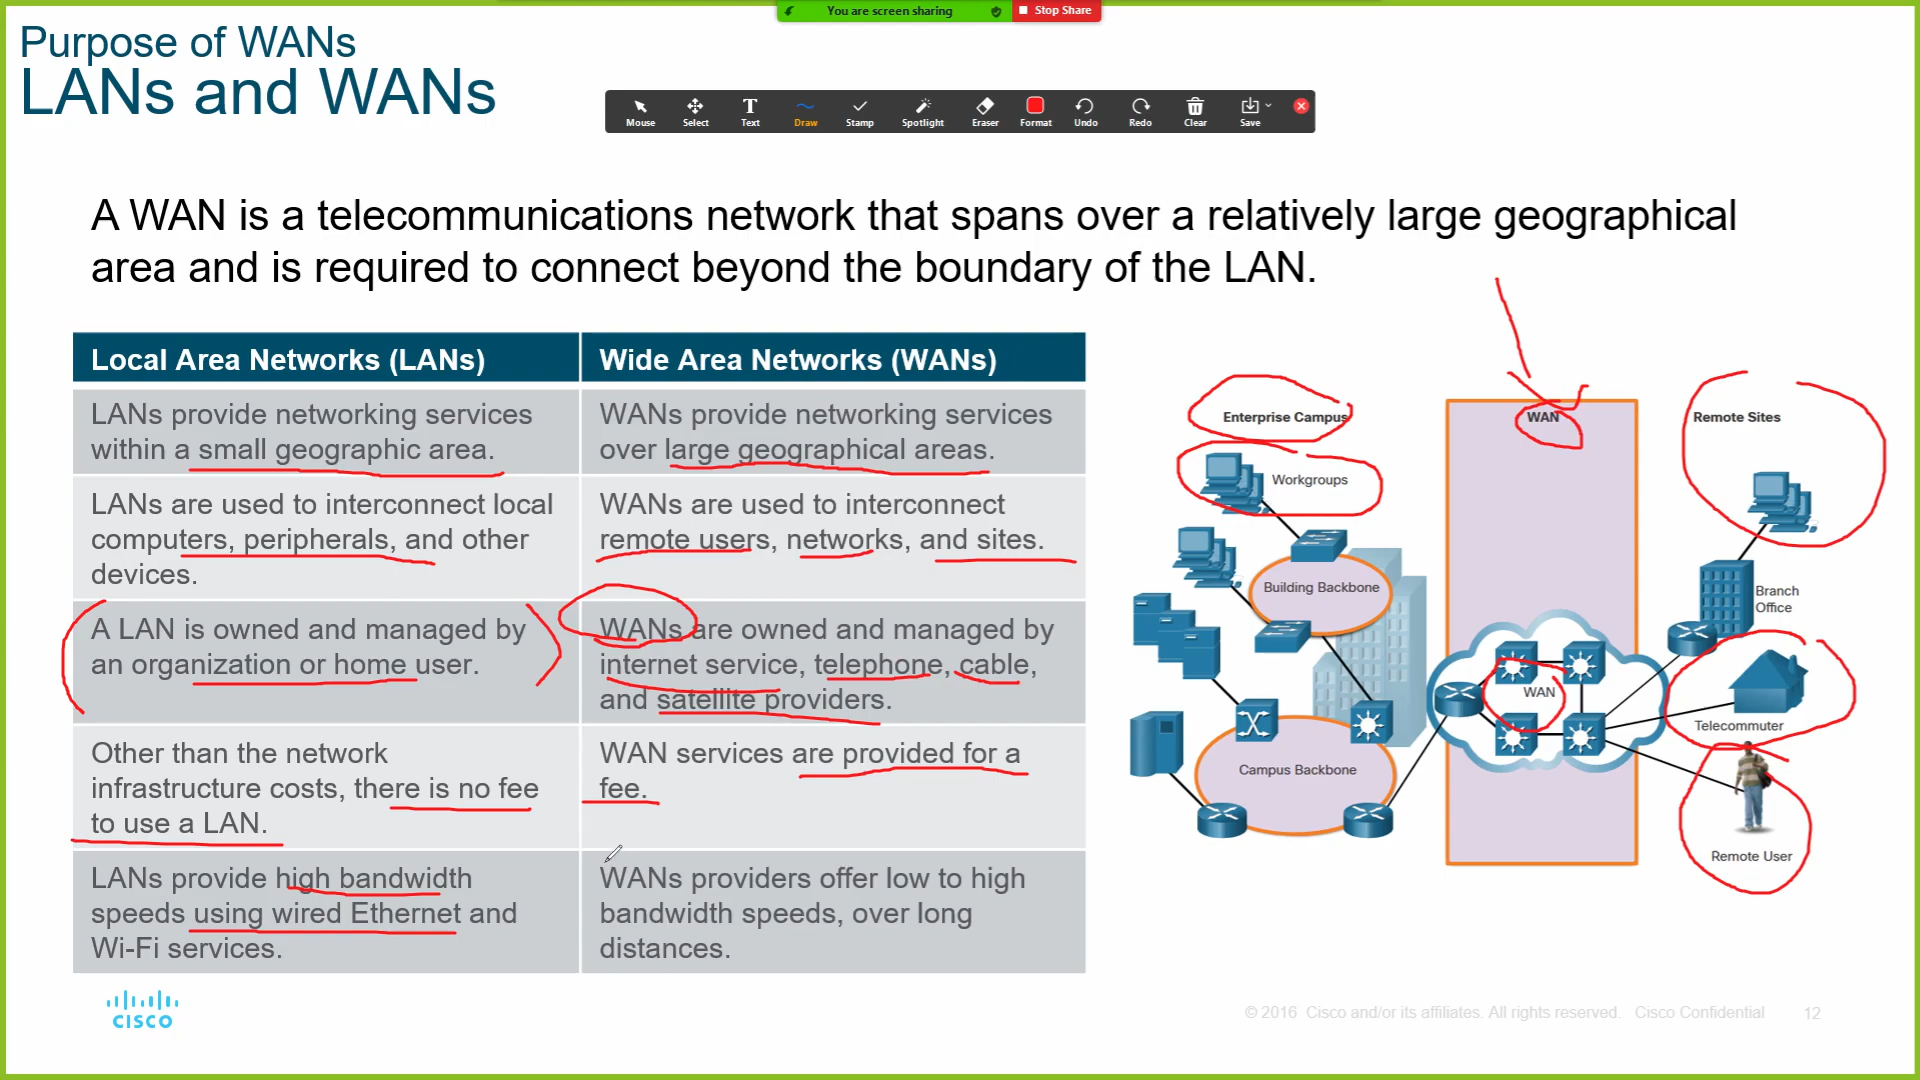 You are screen sharing
Stop Share
Purpose of WANs
LANs and WANs
Mouse
Select
Text
Draw
Stamp
Spotlight
Eraser
Format
Undo
Redo
Clear
Save
A WAN is a telecommunications network that spans over a relatively large geographical
area and is required to connect beyond the boundary of the LAN.
Local Area Networks (LANs)
Wide Area Networks (WANs)
LANs provide networking services
within a small geographic area.
WANs provide networking services
over large geographical areas.
LANs are used to interconnect local
computers, peripherals, and other
devices.
WANs are used to interconnect
remote users, networks, and sites.
A LAN is owned and managed by
an organization or home user.
WANs are owned and managed by
internet service, telephone, cable,
and satellite providers.
Other than the network
infrastructure costs, there is no fee
to use a LAN.
WAN services are provided for a
fee.
LANs provide high bandwidth
speeds using wired Ethernet and
Wi-Fi services.
WANs providers offer low to high
bandwidth speeds, over long
distances.
Enterprise Campus
WAN
Remote Sites
Workgroups
Building Backbone
Branch
Office
WAN
Telecommuter
Campus Backbone
Remote User
CISCO
© 2016 Cisco and/or its affiliates. All rights reserved. Cisco Confidential
12